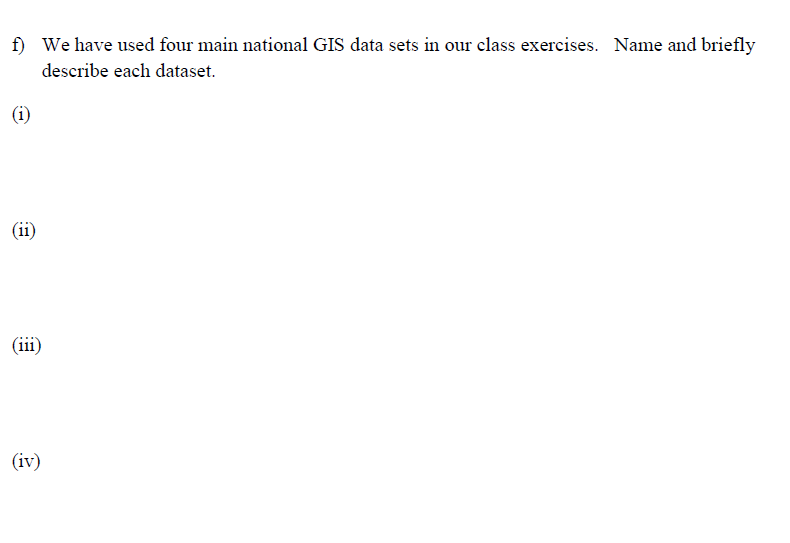 f) We have used four main national GIS data sets in our class exercises. Name and briefly
describe each dataset.
(i)
(ii)
(iii)
(iv)